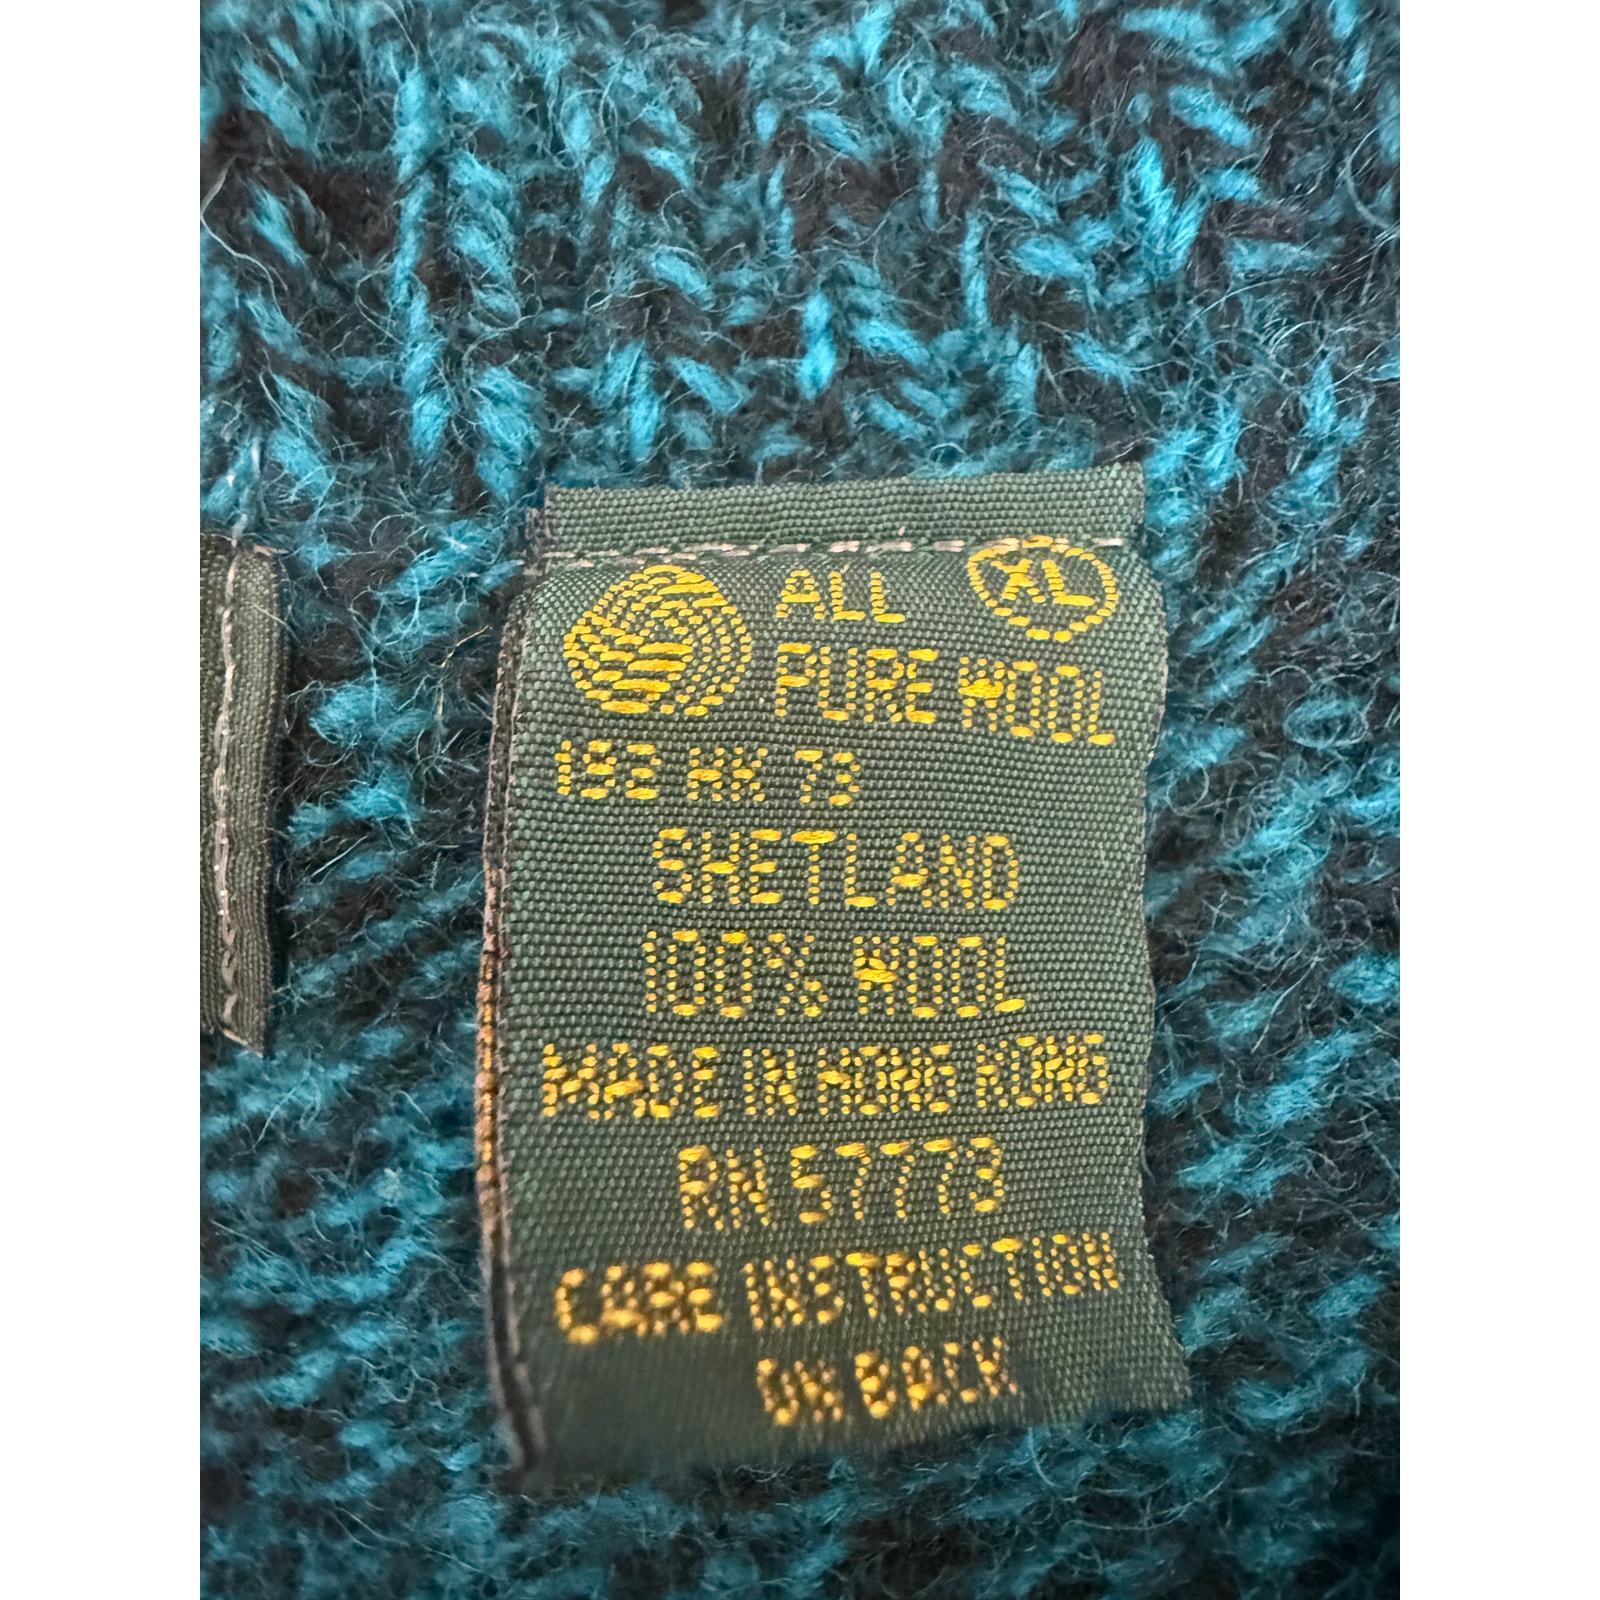 ALL XL
PURE WOOL
192 HK 73
SHETLAND
100% WOOL
MADE IN HONG KONG
RN 57773
CARE INSTRUCTION
ON BACK